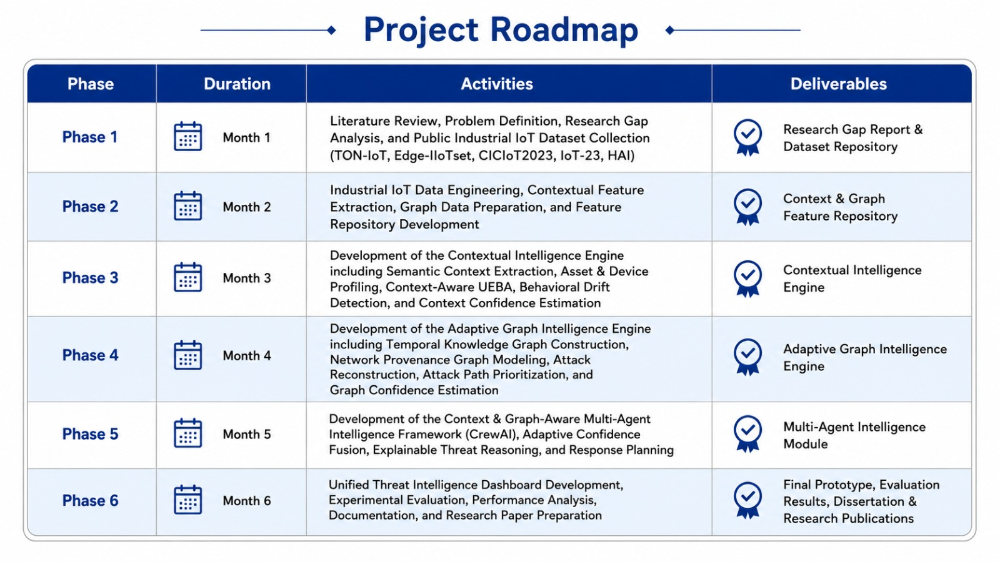 Project Roadmap
Phase
Duration
Activities
Deliverables
Phase 1
Month 1
Literature Review, Problem Definition, Research Gap
Analysis, and Public Industrial IoT Dataset Collection
(TON-IoT, Edge-IIoTset, CICIoT2023, IoT-23, HAI)
Research Gap Report &
Dataset Repository
Phase 2
Month 2
Industrial IoT Data Engineering, Contextual Feature
Extraction, Graph Data Preparation, and Feature
Repository Development
Context & Graph
Feature Repository
Phase 3
Month 3
Development of the Contextual Intelligence Engine
including Semantic Context Extraction, Asset & Device
Profiling, Context-Aware UEBA, Behavioral Drift
Detection, and Context Confidence Estimation
Contextual Intelligence
Engine
Phase 4
Month 4
Development of the Adaptive Graph Intelligence Engine
including Temporal Knowledge Graph Construction,
Network Provenance Graph Modeling, Attack
Reconstruction, Attack Path Prioritization, and
Graph Confidence Estimation
Adaptive Graph Intelligence
Engine
Phase 5
Month 5
Development of the Context & Graph-Aware Multi-Agent
Intelligence Framework (CrewAI), Adaptive Confidence
Fusion, Explainable Threat Reasoning, and Response Planning
Multi-Agent Intelligence
Module
Phase 6
Month 6
Unified Threat Intelligence Dashboard Development,
Experimental Evaluation, Performance Analysis,
Documentation, and Research Paper Preparation
Final Prototype, Evaluation
Results, Dissertation &
Research Publications